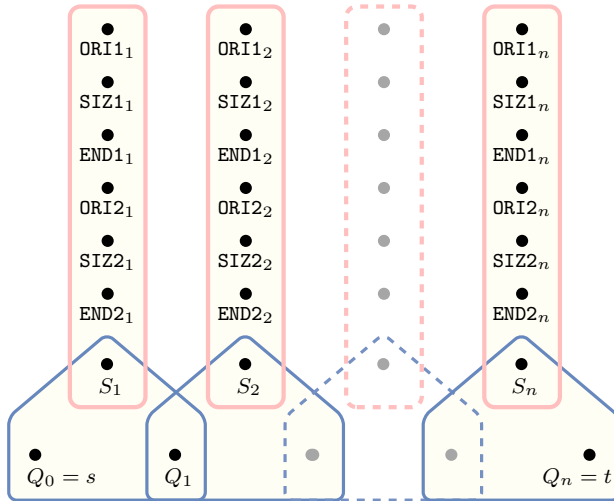 ORI1₁ ORI1₂ ORI1ₙ
SIZ1₁ SIZ1₂ SIZ1ₙ
END1₁ END1₂ END1ₙ
ORI2₁ ORI2₂ ORI2ₙ
SIZ2₁ SIZ2₂ SIZ2ₙ
END2₁ END2₂ END2ₙ
S₁ S₂ Sₙ
Q₀ = s Q₁ Qₙ = t